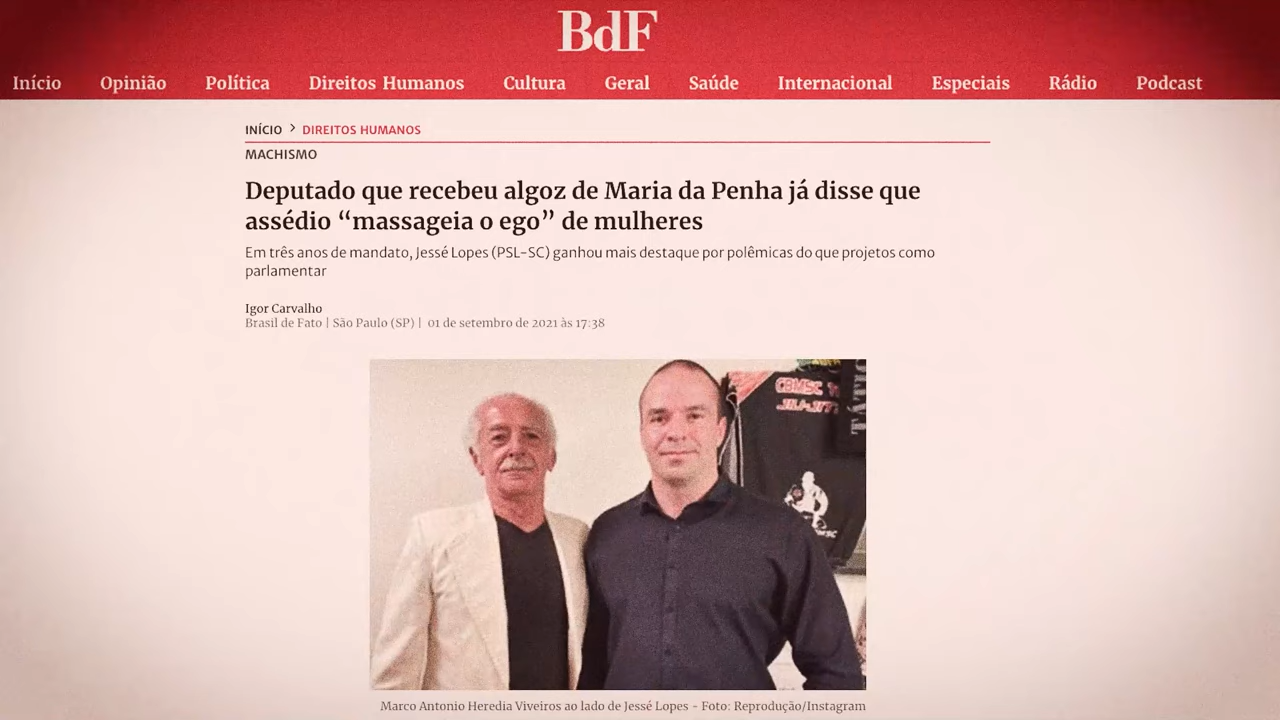 BdF
Início Opinião Política Direitos Humanos Cultura Geral Saúde Internacional Especiais Rádio Podcast
INÍCIO > DIREITOS HUMANOS
MACHISMO
Deputado que recebeu algoz de Maria da Penha já disse que
assédio “massageia o ego” de mulheres
Em três anos de mandato, Jessé Lopes (PSL-SC) ganhou mais destaque por polêmicas do que projetos como
parlamentar
Igor Carvalho
Brasil de Fato | São Paulo (SP) | 01 de setembro de 2021 às 17:38
CBMSC
Marco Antonio Heredia Viveiros ao lado de Jessé Lopes - Foto: Reprodução/Instagram